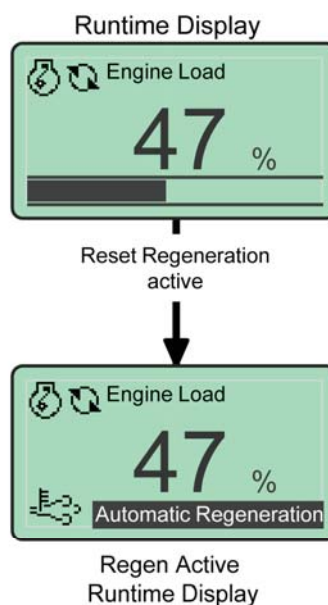 Runtime Display
Engine Load
47 %
Reset Regeneration
active
Engine Load
47 %
Automatic Regeneration
Regen Active
Runtime Display